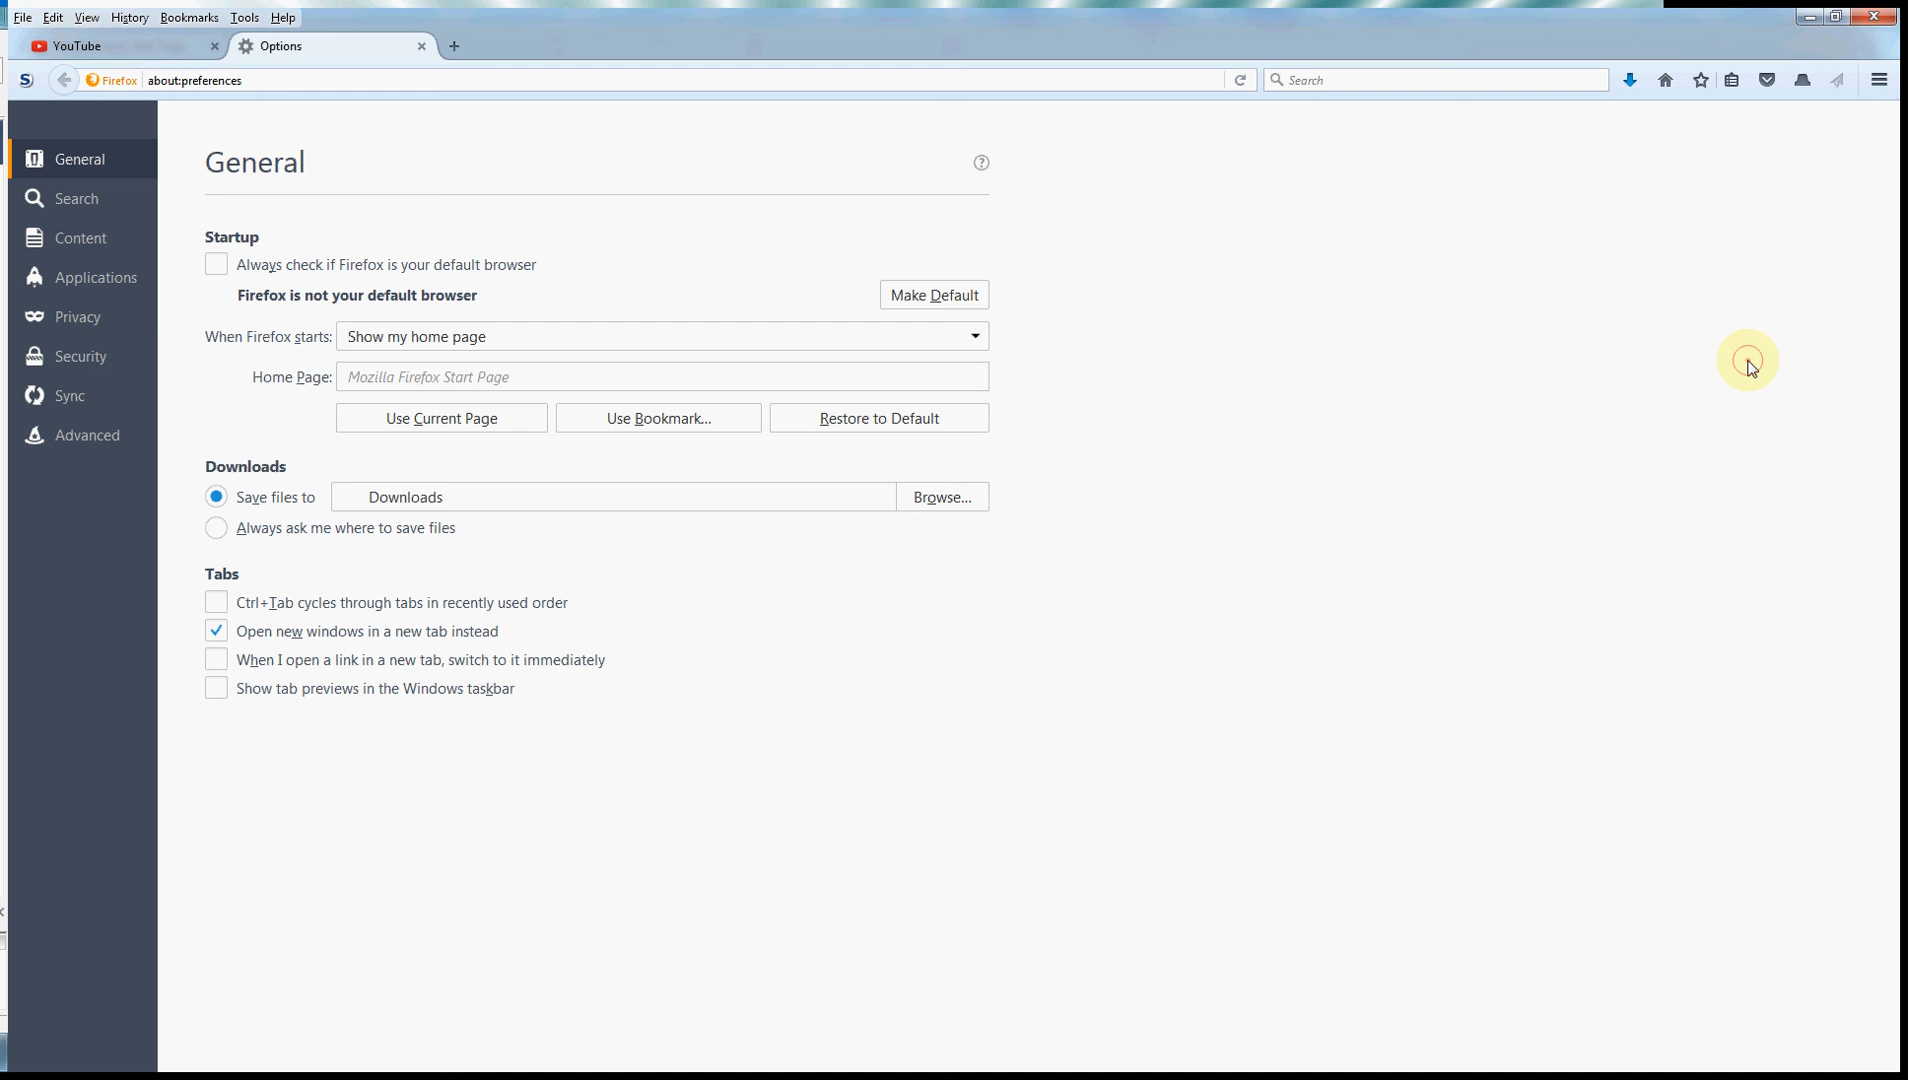 File Edit View History Bookmarks Tools Help
YouTube Options
S Firefox about:preferences Search
General
Search
Content
Applications
Privacy
Security
Sync
Advanced
General ?
Startup
Always check if Firefox is your default browser
Firefox is not your default browser Make Default
When Firefox starts: Show my home page
Home Page: Mozilla Firefox Start Page
Use Current Page Use Bookmark... Restore to Default
Downloads
Save files to Downloads Browse...
Always ask me where to save files
Tabs
Ctrl+Tab cycles through tabs in recently used order
Open new windows in a new tab instead
When I open a link in a new tab, switch to it immediately
Show tab previews in the Windows taskbar